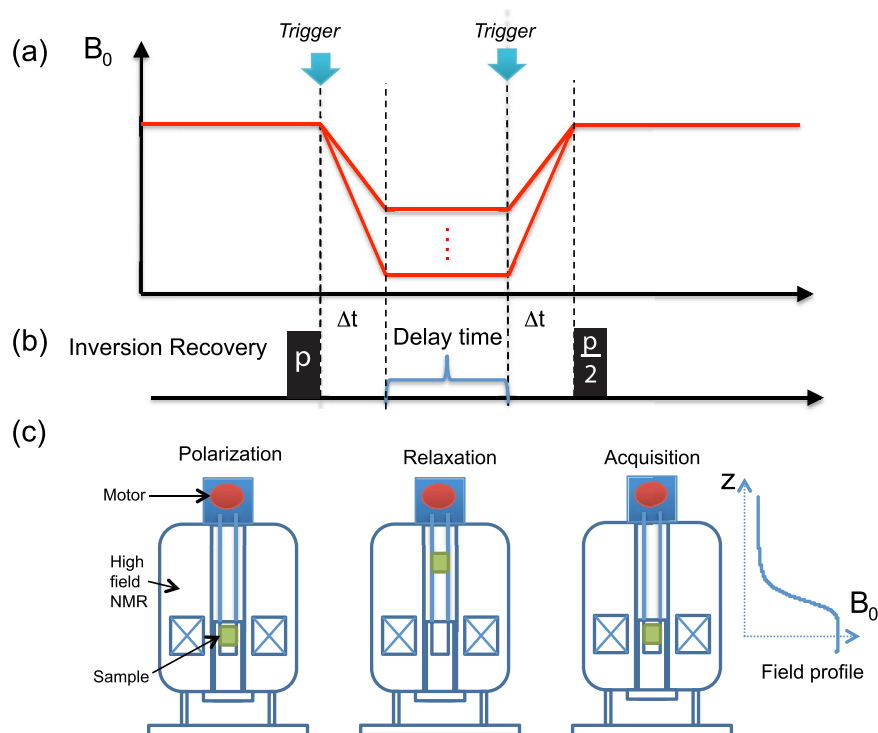 (a)
B0
Trigger
Trigger
Δt
Δt
(b)
Inversion Recovery
p
Delay time
p
2
(c)
Polarization
Relaxation
Acquisition
Motor
High
field
NMR
Sample
z
B0
Field profile